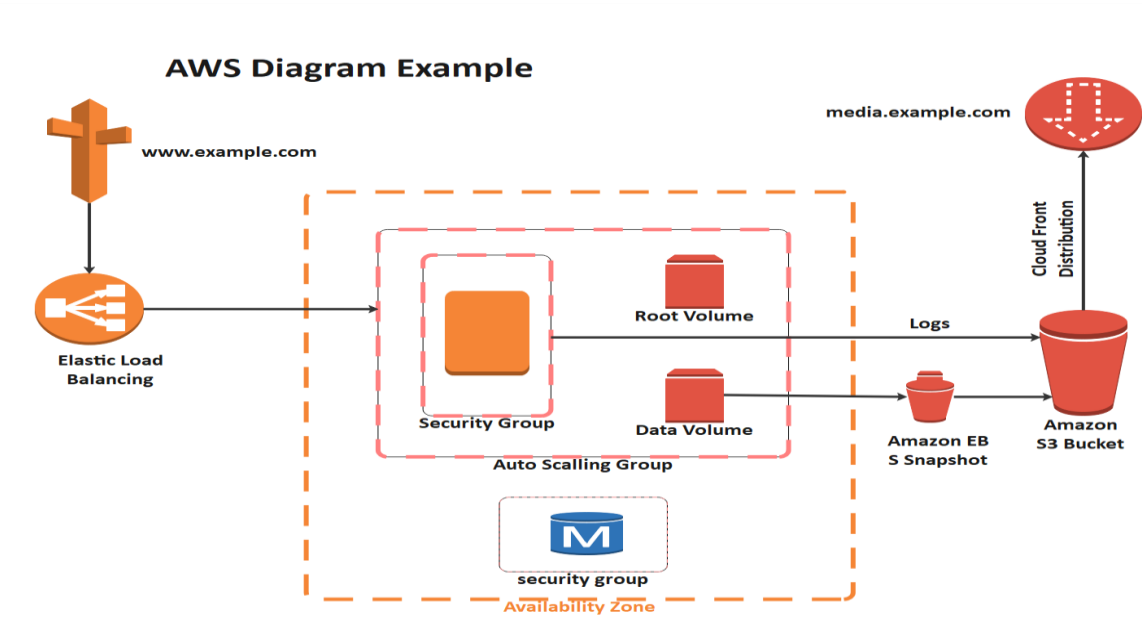 AWS Diagram Example
media.example.com
www.example.com
Cloud Front
Distribution
Root Volume
Logs
Elastic Load
Balancing
Security Group
Data Volume
Amazon EB
S Snapshot
Amazon
S3 Bucket
Auto Scalling Group
M
security group
Availability Zone